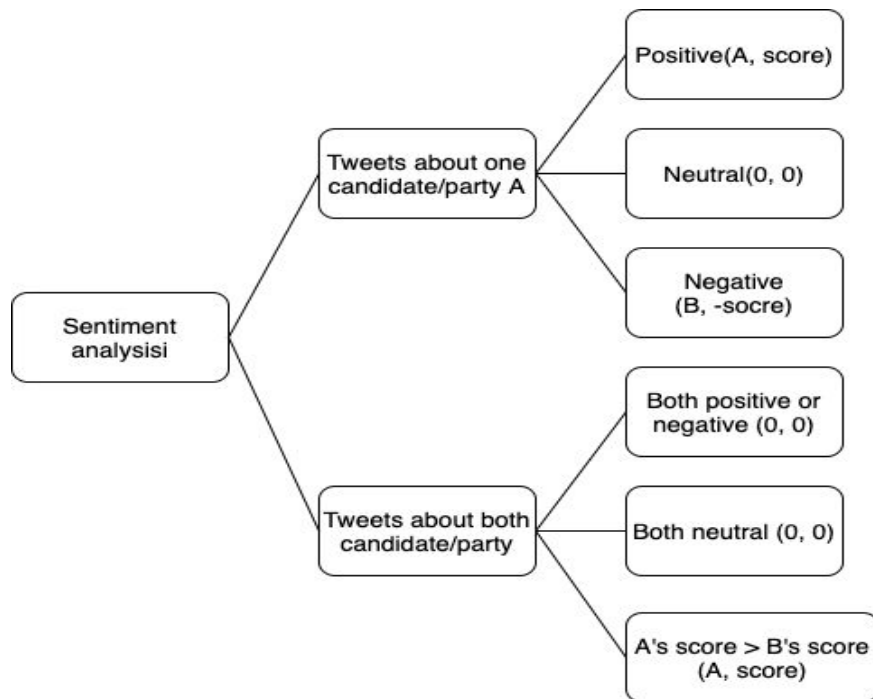 Positive(A, score)
Tweets about one
candidate/party A
Neutral(0, 0)
Negative
(B, -socre)
Sentiment
analysisi
Both positive or
negative (0, 0)
Tweets about both
candidate/party
Both neutral (0, 0)
A's score > B's score
(A, score)